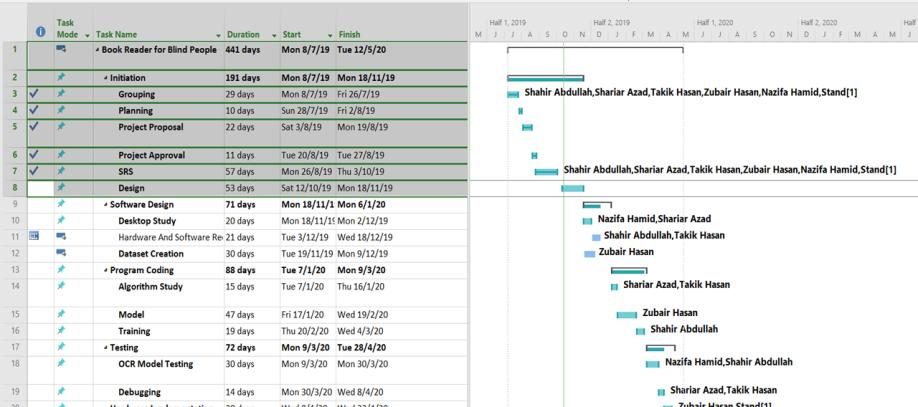 Half 1, 2019 Half 2, 2019 Half 1, 2020 Half 2, 2020 Half
Task Mode Task Name Duration Start Finish M J J A S O N D J F M A M J J A S O N D J F M A M J
1 Book Reader for Blind People 441 days Mon 8/7/19 Tue 12/5/20
2 Initiation 191 days Mon 8/7/19 Mon 18/11/19
3 Grouping 29 days Mon 8/7/19 Fri 26/7/19 Shahir Abdullah,Shariar Azad,Takik Hasan,Zubair Hasan,Nazifa Hamid,Stand[1]
4 Planning 10 days Sun 28/7/19 Fri 2/8/19
5 Project Proposal 22 days Sat 3/8/19 Mon 19/8/19
6 Project Approval 11 days Tue 20/8/19 Tue 27/8/19
7 SRS 57 days Mon 26/8/19 Thu 3/10/19 Shahir Abdullah,Shariar Azad,Takik Hasan,Zubair Hasan,Nazifa Hamid,Stand[1]
8 Design 53 days Sat 12/10/19 Mon 18/11/19
9 Software Design 71 days Mon 18/11/1 Mon 6/1/20
10 Desktop Study 20 days Mon 18/11/19 Mon 2/12/19 Nazifa Hamid,Shariar Azad
11 Hardware And Software Re 21 days Tue 3/12/19 Wed 18/12/19 Shahir Abdullah,Takik Hasan
12 Dataset Creation 30 days Tue 19/11/19 Mon 9/12/19 Zubair Hasan
13 Program Coding 88 days Tue 7/1/20 Mon 9/3/20
14 Algorithm Study 15 days Tue 7/1/20 Thu 16/1/20 Shariar Azad,Takik Hasan
15 Model 47 days Fri 17/1/20 Wed 19/2/20 Zubair Hasan
16 Training 19 days Thu 20/2/20 Wed 4/3/20 Shahir Abdullah
17 Testing 72 days Mon 9/3/20 Tue 28/4/20
18 OCR Model Testing 30 days Mon 9/3/20 Mon 30/3/20 Nazifa Hamid,Shahir Abdullah
19 Debugging 14 days Mon 30/3/20 Wed 8/4/20 Shariar Azad,Takik Hasan
Zubair Hasan,Stand[1]